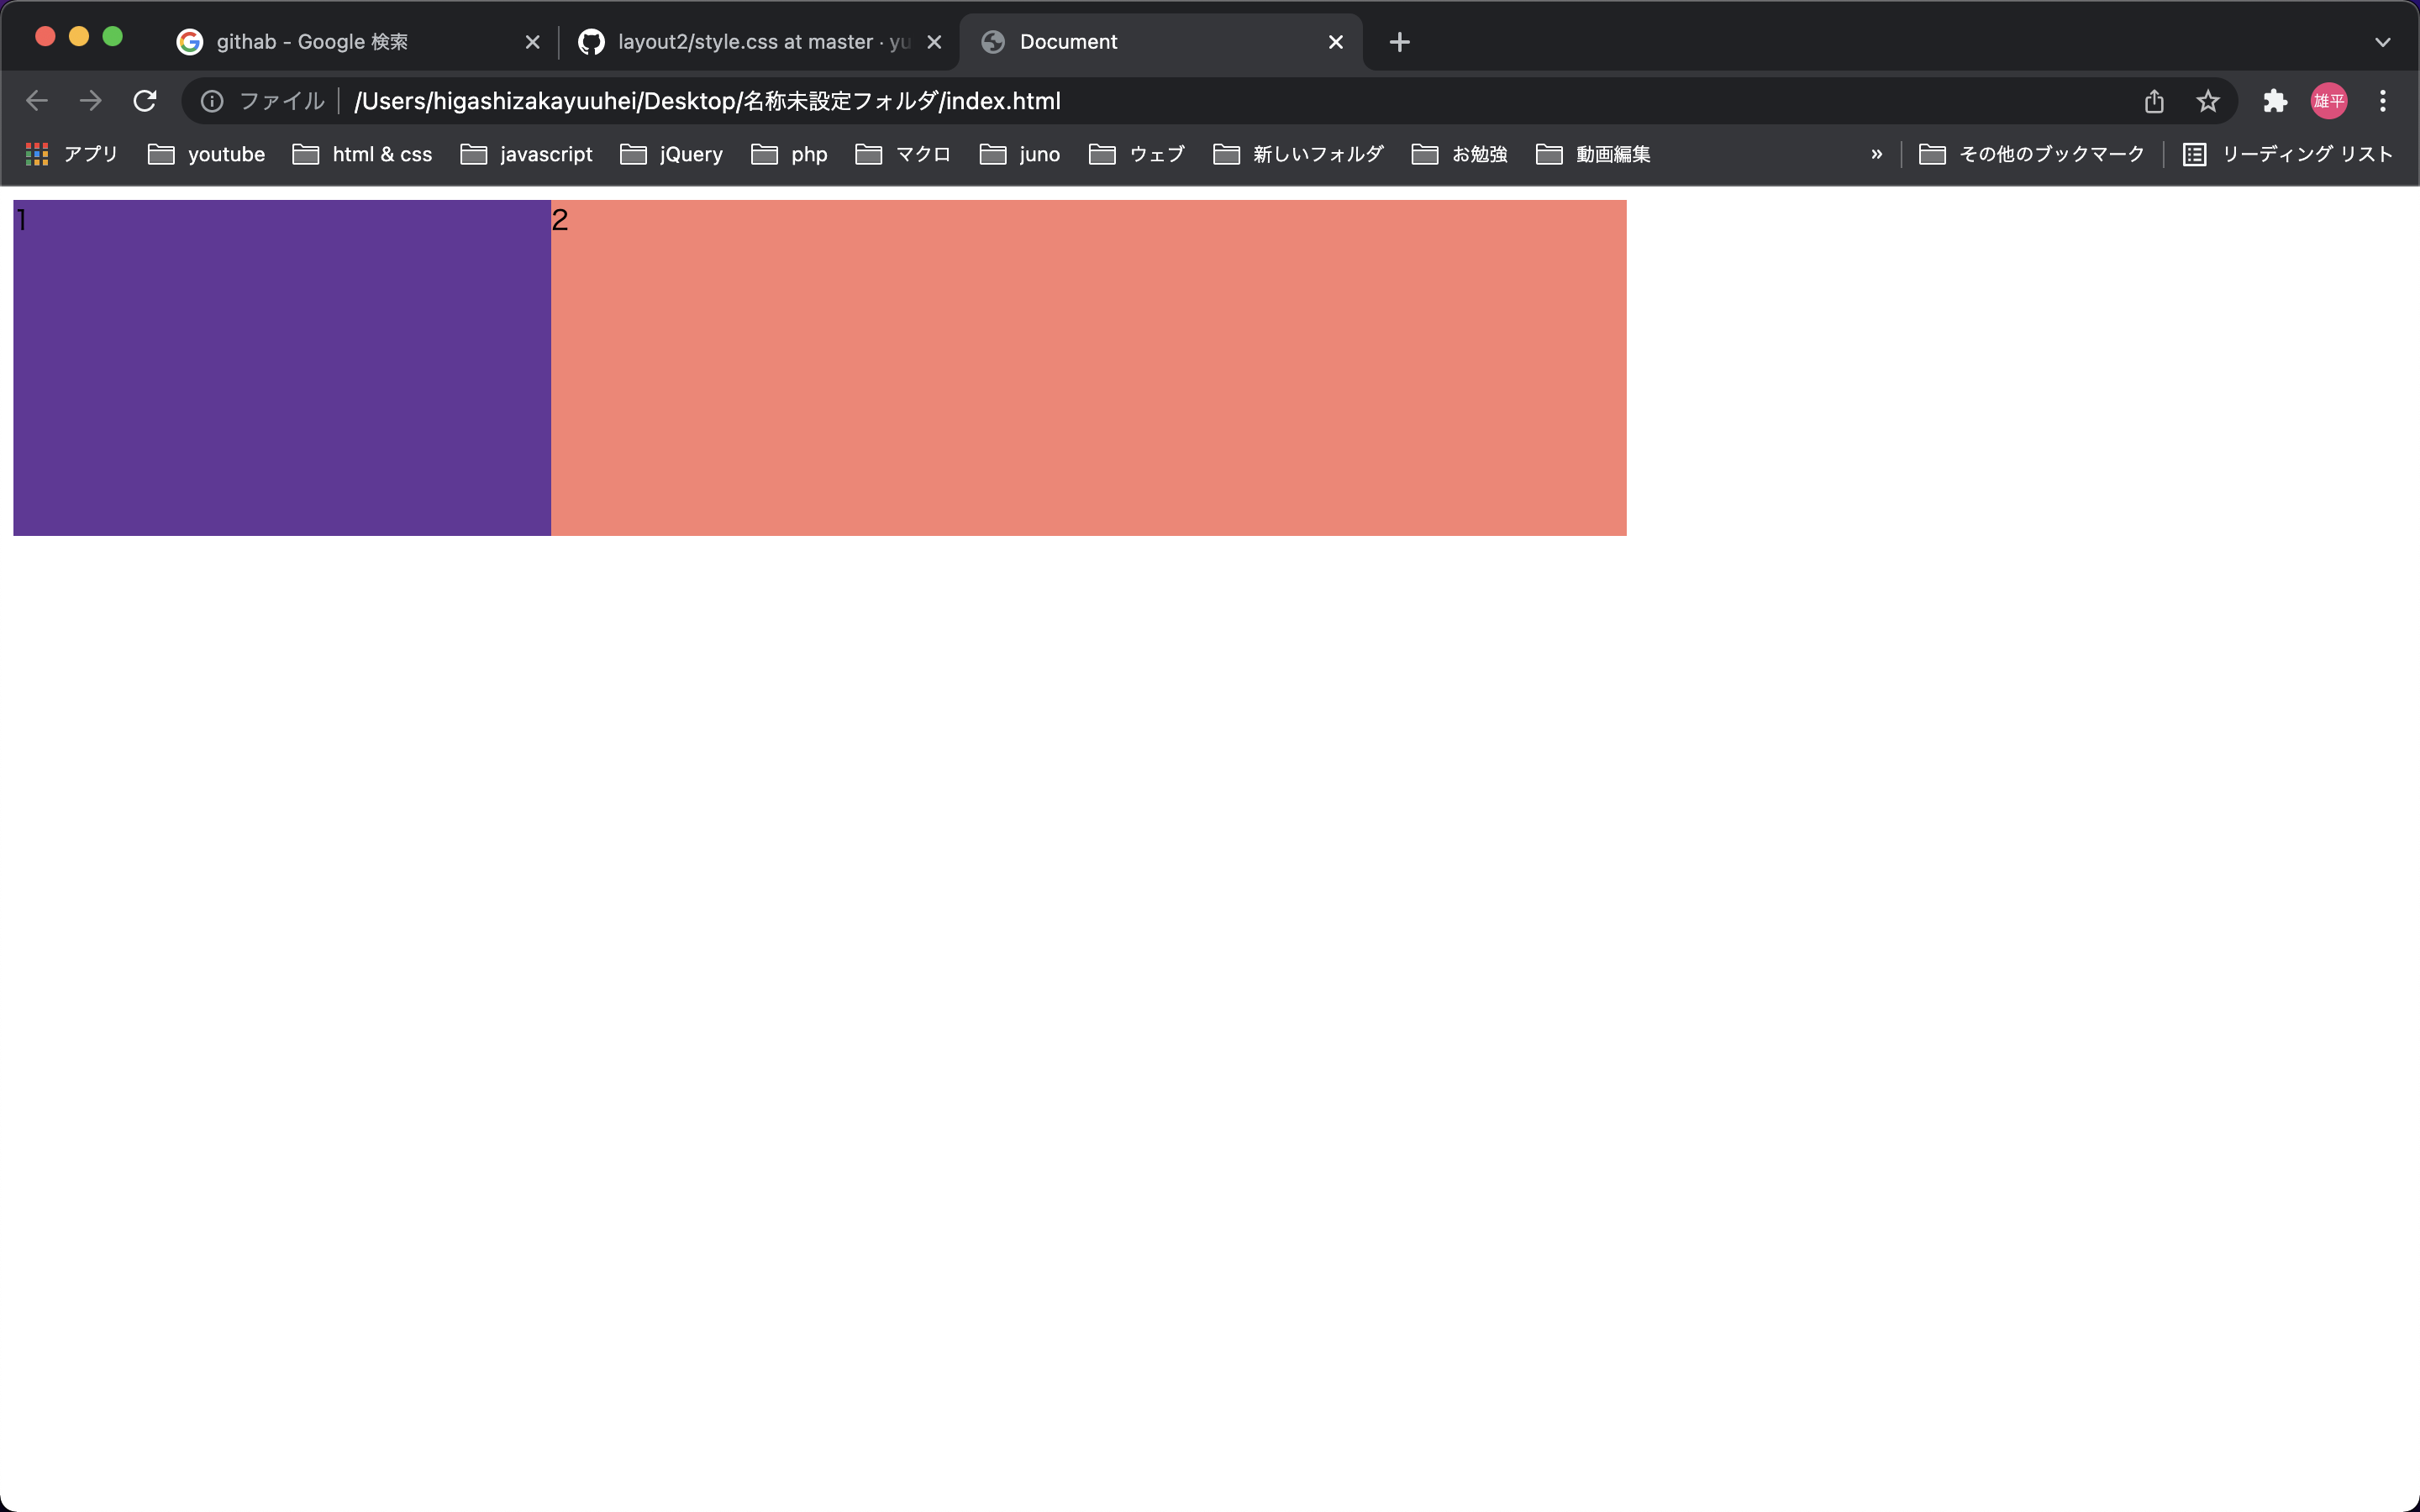 githab - Google 検索
layout2/style.css at master · yu
Document
ファイル
/Users/higashizakayuuhei/Desktop/名称未設定フォルダ/index.html
雄平
アプリ
youtube
html & css
javascript
jQuery
php
マクロ
juno
ウェブ
新しいフォルダ
お勉強
動画編集
»
その他のブックマーク
リーディング リスト
1
2